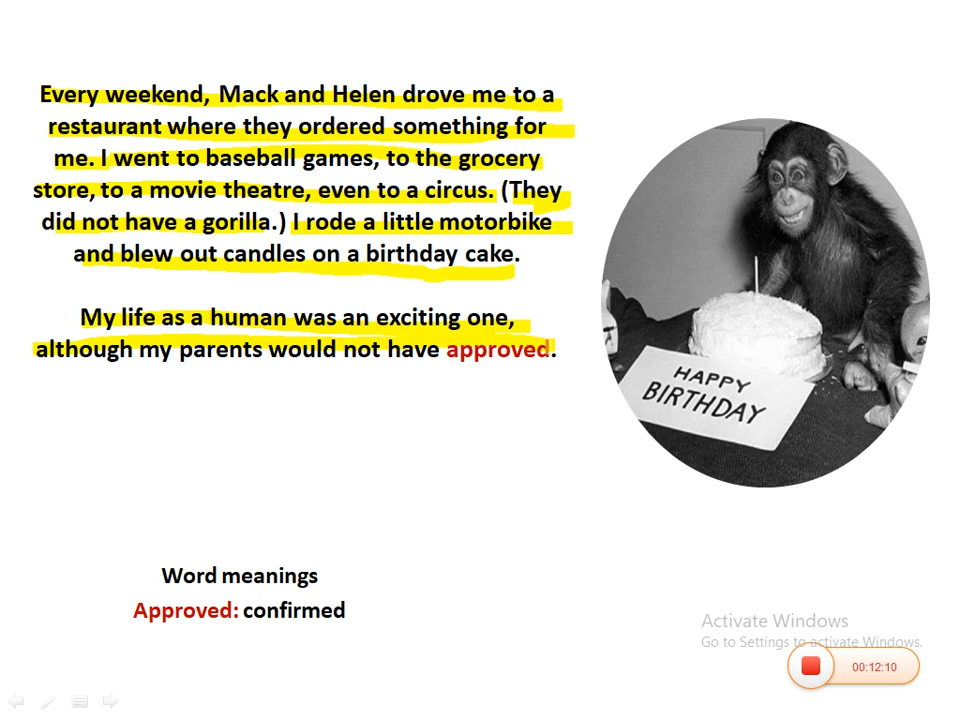 Every weekend, Mack and Helen drove me to a
restaurant where they ordered something for
me. I went to baseball games, to the grocery
store, to a movie theatre, even to a circus. (They
did not have a gorilla.) I rode a little motorbike
and blew out candles on a birthday cake.
My life as a human was an exciting one,
although my parents would not have approved.
HAPPY
BIRTHDAY
Word meanings
Approved: confirmed
Activate Windows
Go to Settings to activate Windows.
00:12:10